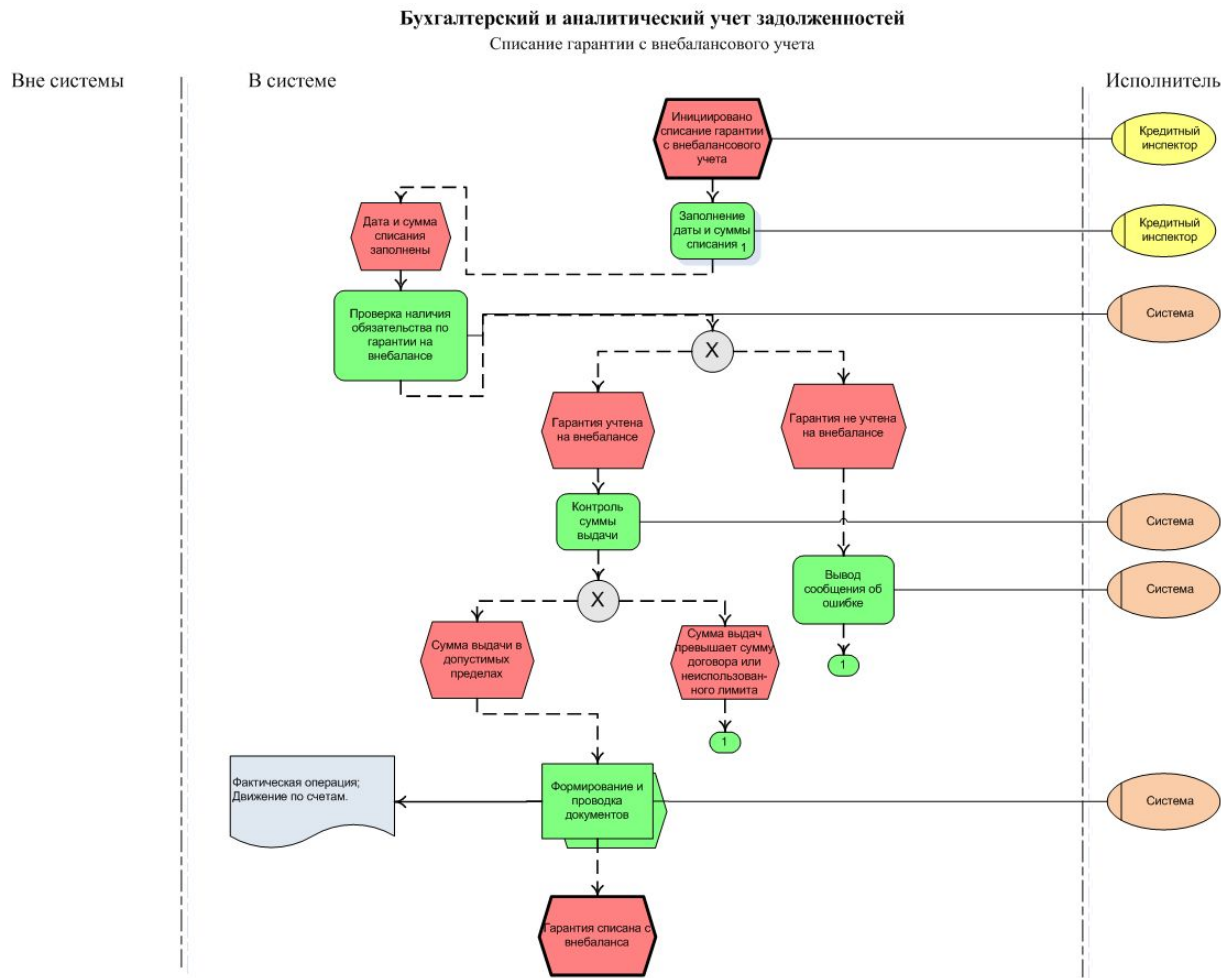 Бухгалтерский и аналитический учет задолженностей
Списание гарантии с внебалансового учета
Вне системы
В системе
Исполнитель
Инициировано
списание гарантии
с внебалансового
учета
Кредитный
инспектор
Дата и сумма
списания
заполнены
Заполнение
даты и суммы
списания 1
Кредитный
инспектор
Проверка наличия
обязательства по
гарантии на
внебалансе
X
Система
Гарантия учтена
на внебалансе
Гарантия не учтена
на внебалансе
Контроль
суммы
выдачи
Система
Вывод
сообщения об
ошибке
Система
X
Сумма выдачи в
допустимых
пределах
Сумма выдач
превышает сумму
договора или
неиспользован-
ного лимита
1
1
Фактическая операция;
Движение по счетам.
Формирование и
проводка
документов
Система
Гарантия списана с
внебаланса